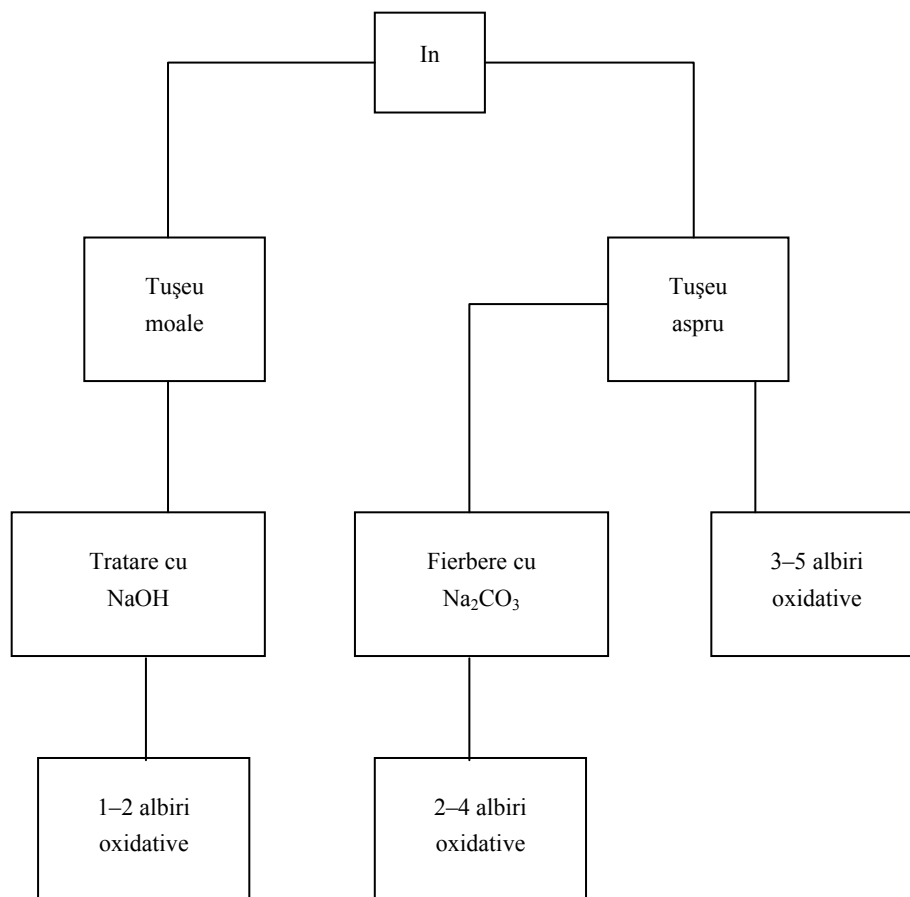 In
Tuşeu
moale
Tuşeu
aspru
Tratare cu
NaOH
Fierbere cu
Na₂CO₃
3–5 albiri
oxidative
1–2 albiri
oxidative
2–4 albiri
oxidative